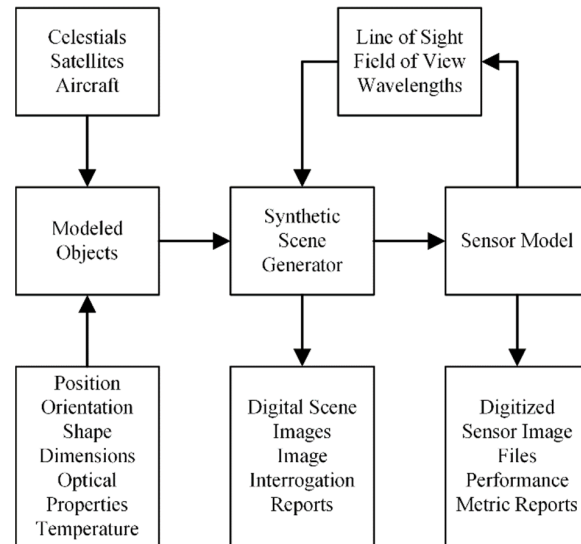 Celestials
Satellites
Aircraft
Line of Sight
Field of View
Wavelengths
Modeled
Objects
Synthetic
Scene
Generator
Sensor Model
Position
Orientation
Shape
Dimensions
Optical
Properties
Temperature
Digital Scene
Images
Image
Interrogation
Reports
Digitized
Sensor Image
Files
Performance
Metric Reports